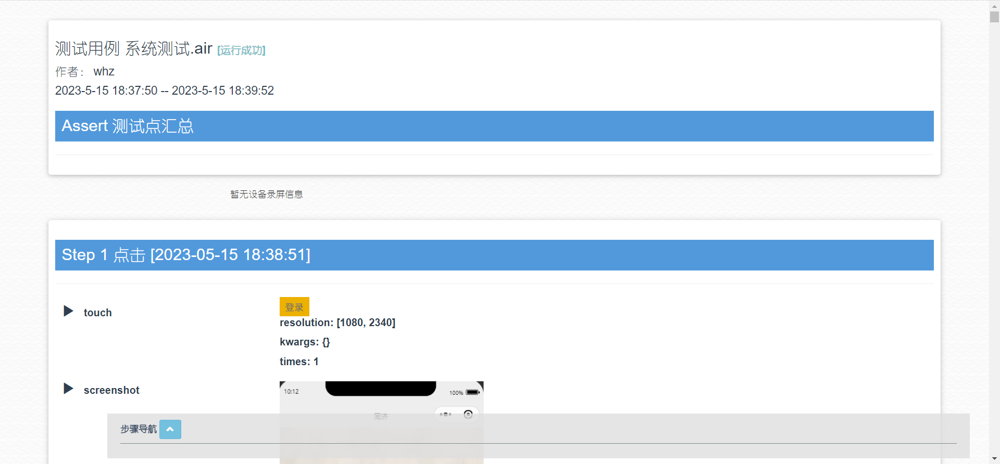 测试用例 系统测试.air [运行成功]
作者： whz
2023-5-15 18:37:50 -- 2023-5-15 18:39:52
Assert 测试点汇总
暂无设备录屏信息
Step 1 点击 [2023-05-15 18:38:51]
touch
登录
resolution: [1080, 2340]
kwargs: {}
times: 1
screenshot
10:12
100%
同济
步骤导航